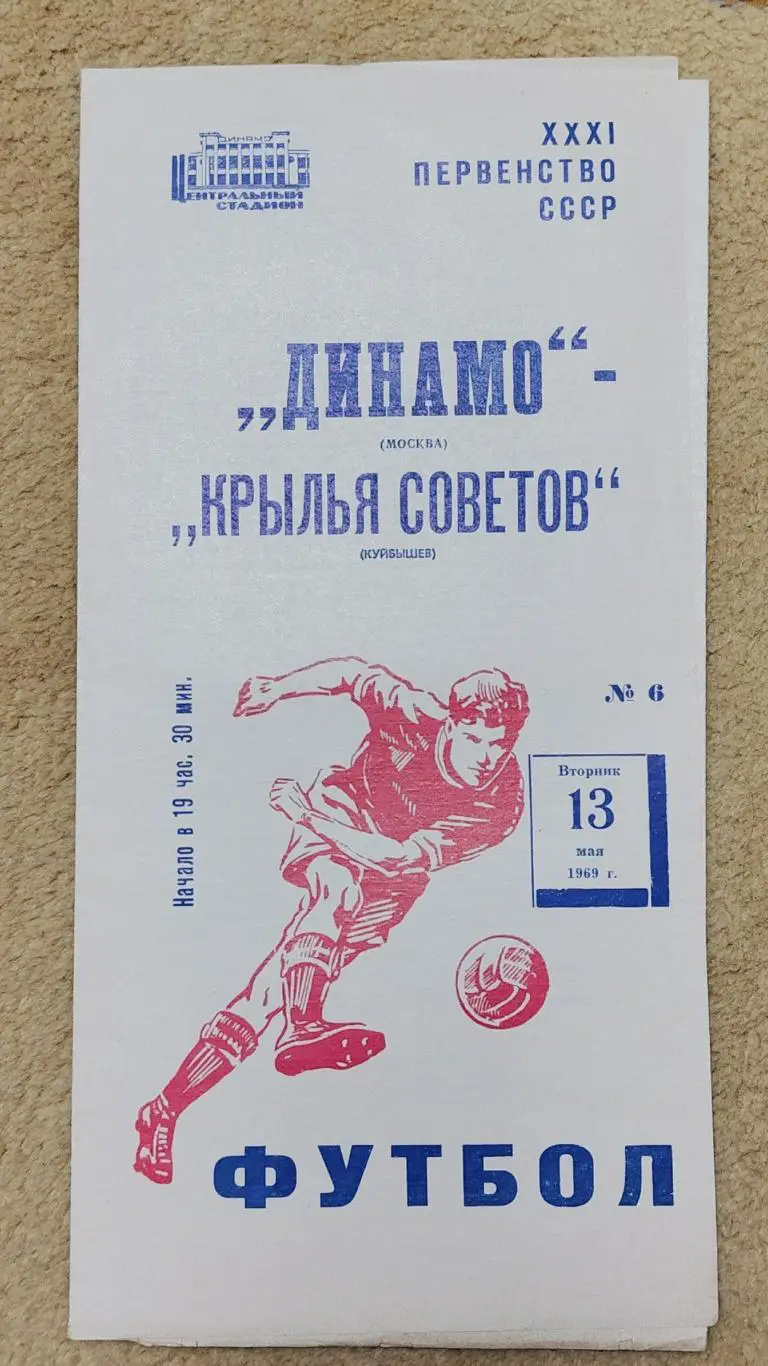 ДИНАМО
ЦЕНТРАЛЬНЫЙ
СТАДИОН
XXXI
ПЕРВЕНСТВО
СССР
„ДИНАМО“-
(МОСКВА)
„КРЫЛЬЯ СОВЕТОВ“
(КУЙБЫШЕВ)
Начало в 19 час. 30 мин.
№ 6
Вторник
13
мая
1969 г.
ФУТБОЛ